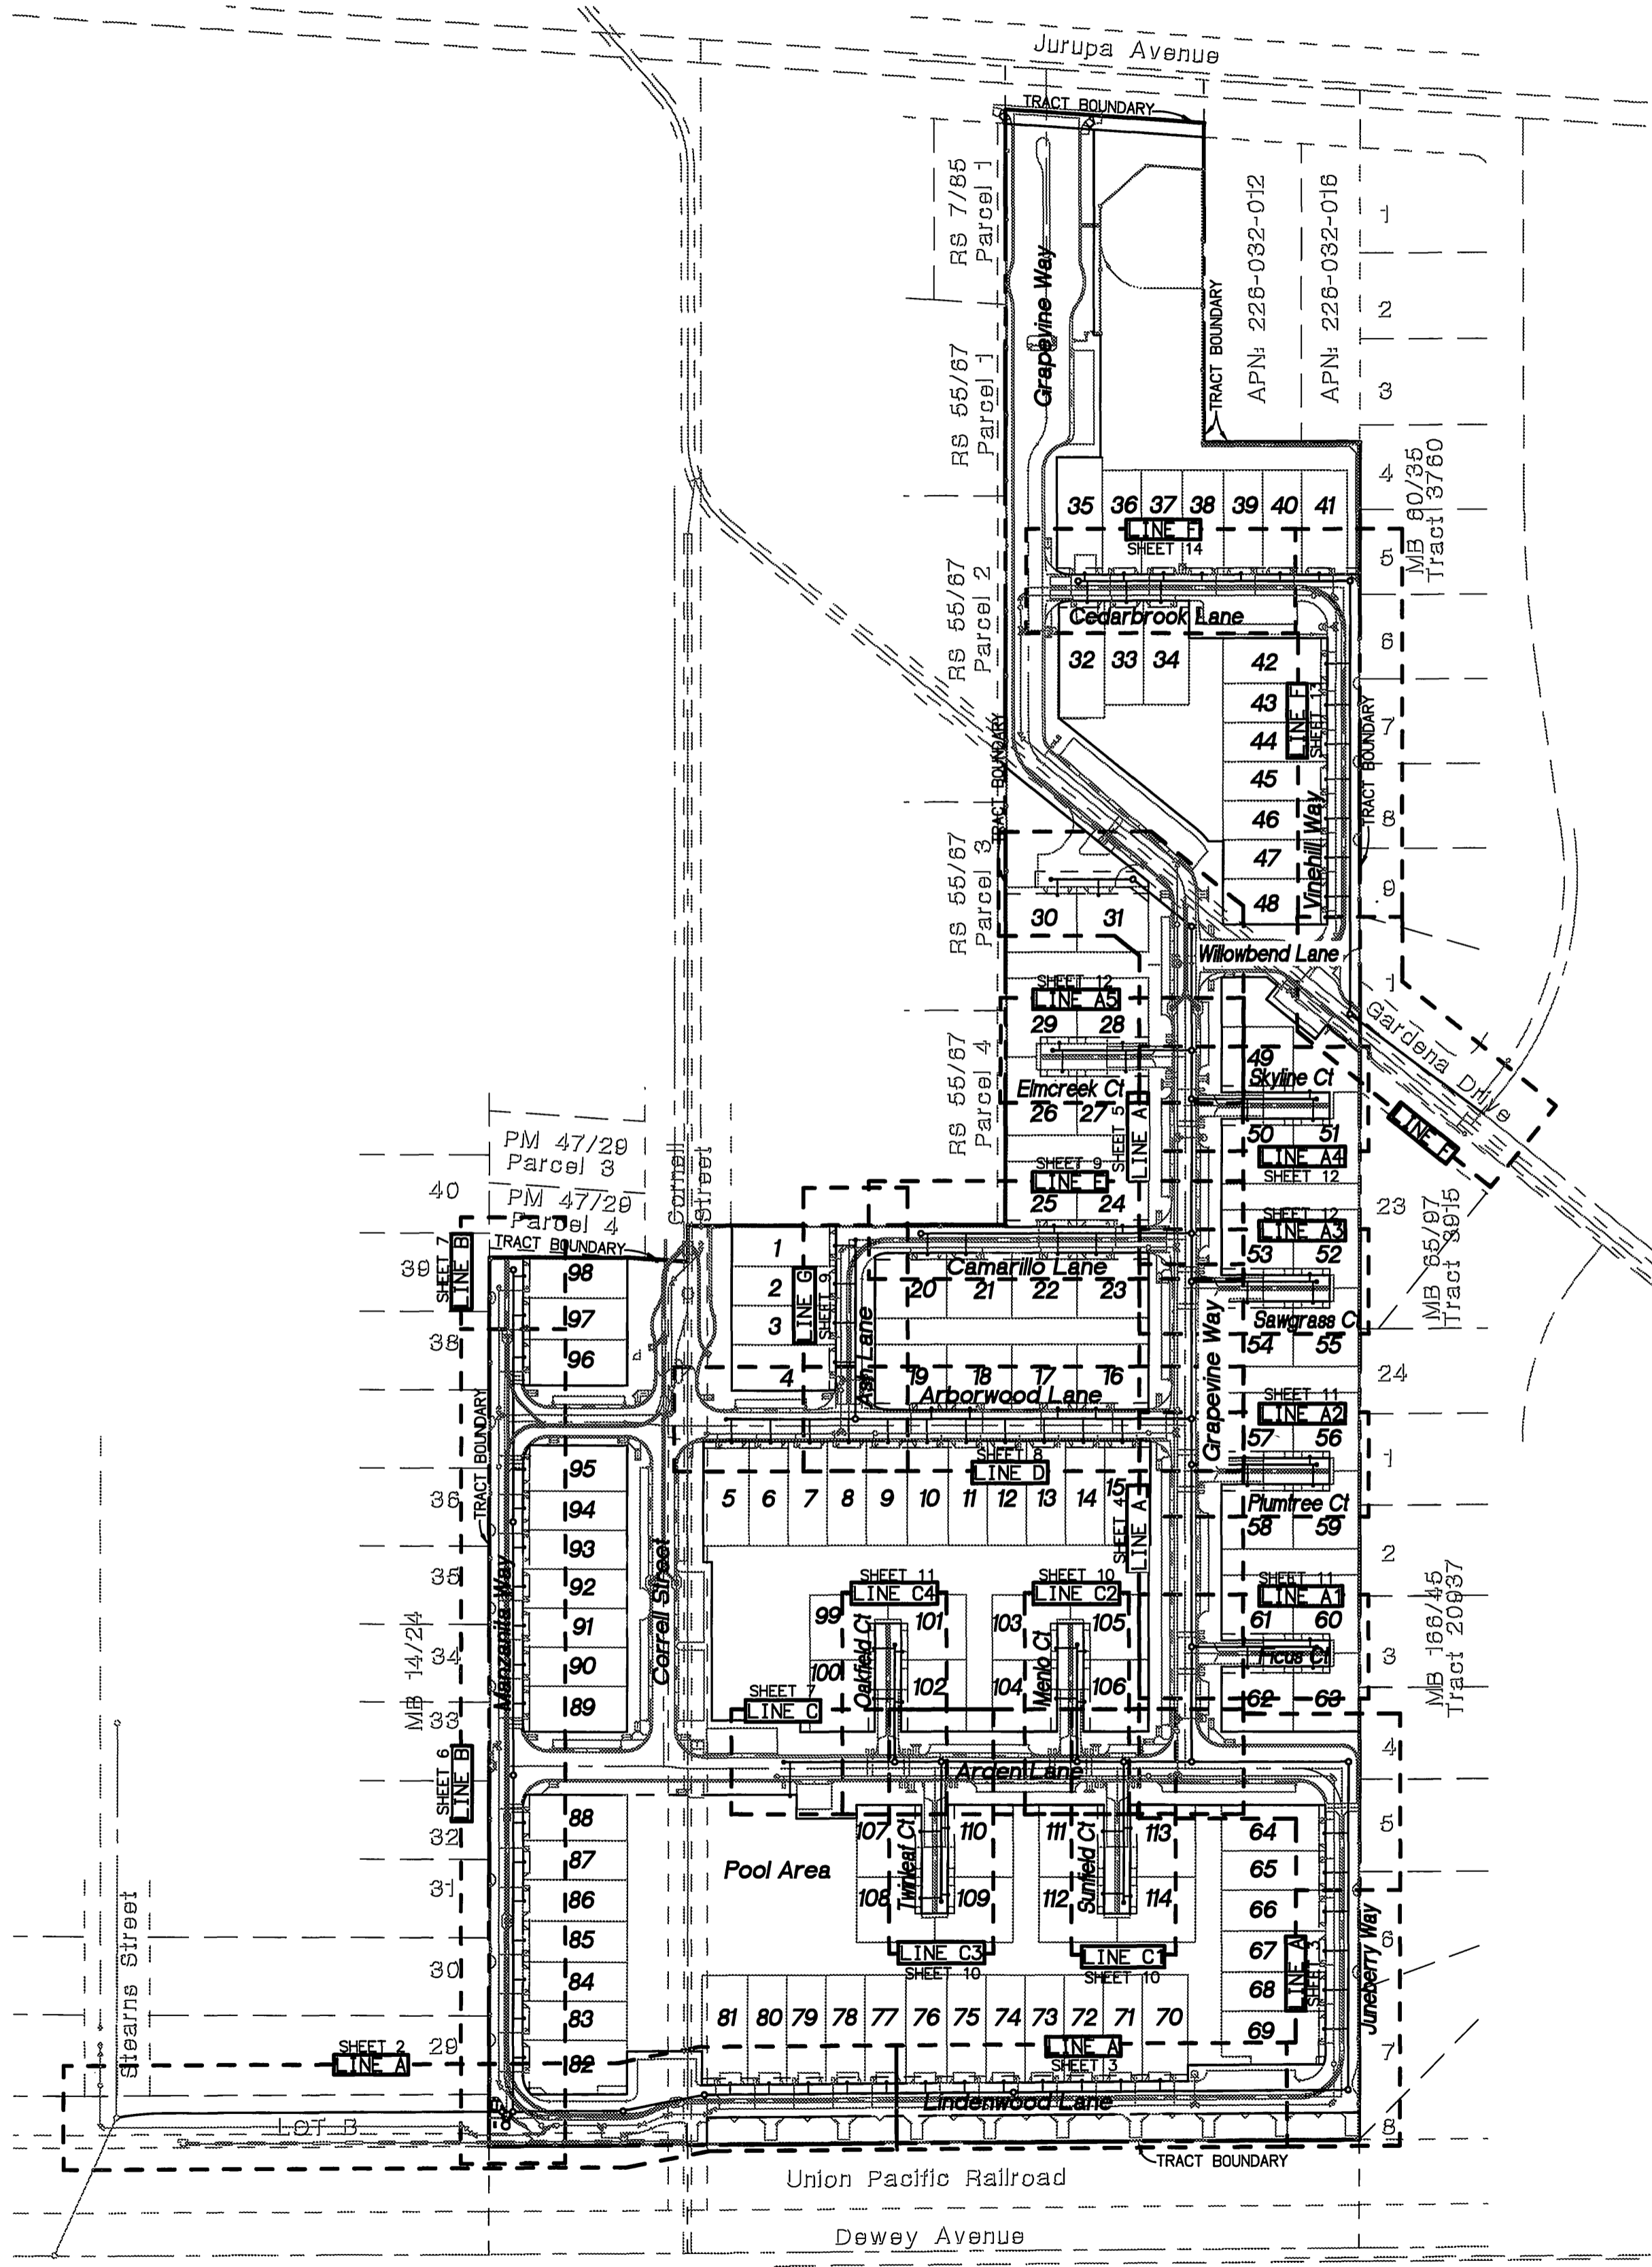 Jurupa Avenue
TRACT BOUNDARY
RS 7/85
Parcel 1
Grapevine Way
TRACT BOUNDARY
APN: 226-032-012
APN: 226-032-016
1
2
3
RS 55/67
Parcel 1
4
MB 60/35
Tract 3760
35 36 37 38 39 40 41
LINE F
SHEET 14
5
RS 55/67
Parcel 2
Cedarbrook Lane
6
32 33 34
42
43
44
45
46
47
48
LINE F
SHEET 13
7
TRACT BOUNDARY
TRACT BOUNDARY
Vinehill Way
8
9
RS 55/67
Parcel 3
30 31
Willowbend Lane
1
Gardena Drive
LINE F
SHEET 12
LINE A5
29 28
Elmcreek Ct
26 27
RS 55/67
Parcel 4
SHEET 5
LINE A
49
Skyline Ct
50 51
LINE A4
SHEET 12
SHEET 9
LINE E
25 24
23
MB 65/97
Tract 3915
SHEET 12
LINE A3
53 52
Sawgrass Ct
54 55
PM 47/29
Parcel 3
40
PM 47/29
Parcel 4
TRACT BOUNDARY
Cornell
Street
SHEET 7
LINE B
39
98
97
96
38
1
2
3
4
LINE G
SHEET 9
Ash Lane
Camarillo Lane
20 21 22 23
19 18 17 16
Arborwood Lane
Grapevine Way
24
SHEET 11
LINE A2
57 56
Plumtree Ct
58 59
1
TRACT BOUNDARY
SHEET 8
LINE D
5 6 7 8 9 10 11 12 13 14 15
SHEET 4
LINE A
36
35
34
33
MB 14/24
Manzanita Way
95
94
93
92
91
90
89
Correll Street
2
SHEET 11
LINE A1
61 60
Ficus Ct
62 63
3
MB 166/45
Tract 20937
SHEET 11
LINE C4
SHEET 10
LINE C2
99 101
100 102
Oakfield Ct
103 105
104 106
Menlo Ct
SHEET 7
LINE C
SHEET 6
LINE B
4
Arden Lane
88
87
86
85
84
83
82
32
31
30
29
Pool Area
107 110
108 109
Twinleaf Ct
111 113
112 114
Sunfield Ct
LINE C3
SHEET 10
LINE C1
SHEET 10
64
65
66
67
68
69
LINE A
SHEET 3
Juneberry Way
5
6
7
8
81 80 79 78 77 76 75 74 73 72 71 70
LINE A
SHEET 3
Stearns Street
SHEET 2
LINE A
Lindenwood Lane
LOT B
TRACT BOUNDARY
Union Pacific Railroad
Dewey Avenue